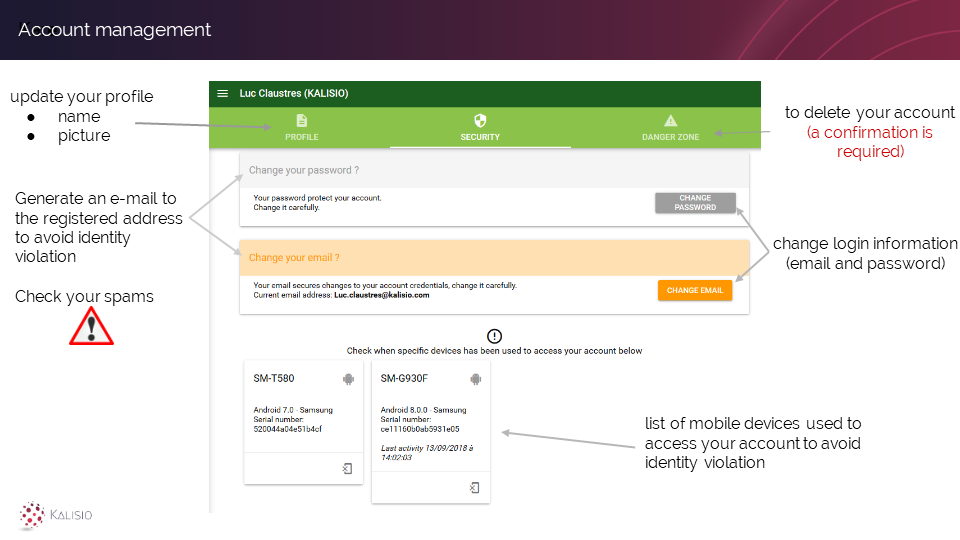 Account management
update your profile
● name
● picture
Generate an e-mail to
the registered address
to avoid identity
violation
Check your spams
Luc Claustres (KALISIO)
PROFILE
SECURITY
DANGER ZONE
Change your password ?
Your password protect your account.
Change it carefully.
CHANGE
PASSWORD
Change your email ?
Your email secures changes to your account credentials, change it carefully.
Current email address: Luc.claustres@kalisio.com
CHANGE EMAIL
Check when specific devices has been used to access your account below
SM-T580
Android 7.0 - Samsung
Serial number:
520044a04e51b4cf
SM-G930F
Android 8.0.0 - Samsung
Serial number:
ce11160b0ab5931e05
Last activity 13/09/2018 à
14:02:03
to delete your account
(a confirmation is
required)
change login information
(email and password)
list of mobile devices used to
access your account to avoid
identity violation
KALISIO